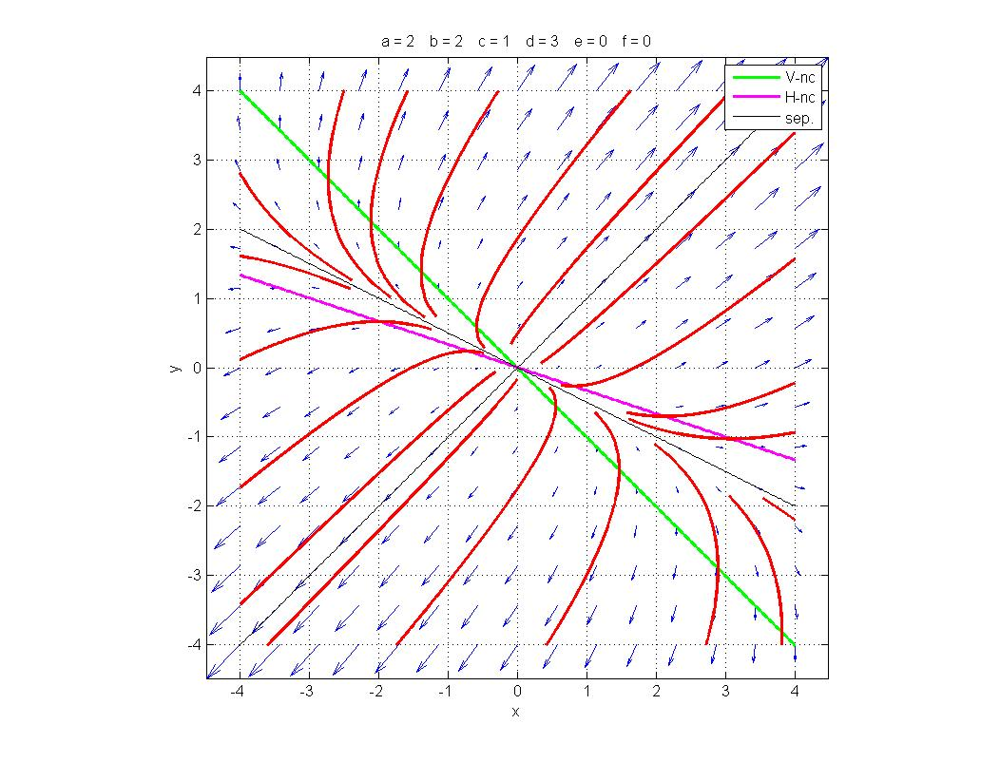 a = 2 b = 2 c = 1 d = 3 e = 0 f = 0
V-nc
H-nc
sep.
4
3
2
1
0
-1
-2
-3
-4
y
-4 -3 -2 -1 0 1 2 3 4
x